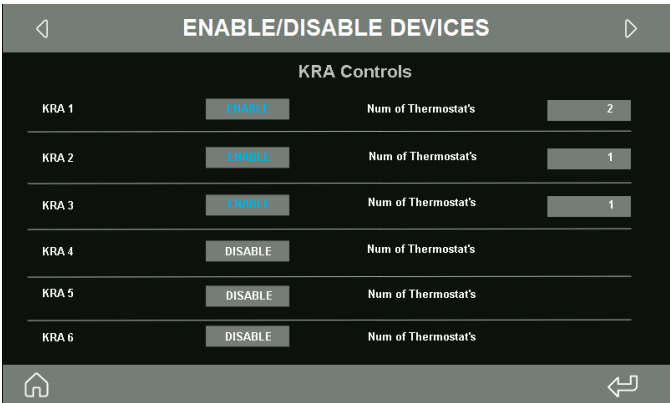 ENABLE/DISABLE DEVICES
KRA Controls
KRA 1 ENABLE Num of Thermostat's 2
KRA 2 ENABLE Num of Thermostat's 1
KRA 3 ENABLE Num of Thermostat's 1
KRA 4 DISABLE Num of Thermostat's
KRA 5 DISABLE Num of Thermostat's
KRA 6 DISABLE Num of Thermostat's